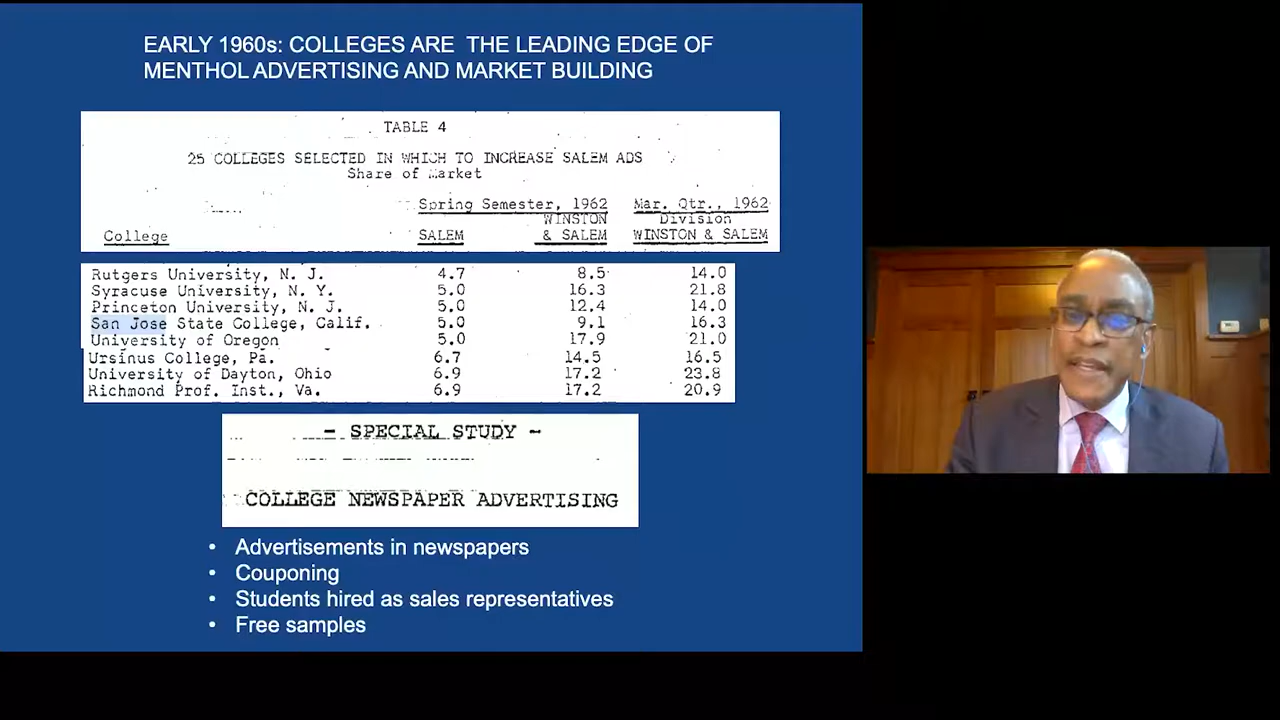 EARLY 1960s: COLLEGES ARE THE LEADING EDGE OF
MENTHOL ADVERTISING AND MARKET BUILDING
TABLE 4
25 COLLEGES SELECTED IN WHICH TO INCREASE SALEM ADS
Share of Market
Spring Semester, 1962 Mar. Qtr., 1962
WINSTON Division
College SALEM & SALEM WINSTON & SALEM
Rutgers University, N. J. 4.7 8.5 14.0
Syracuse University, N. Y. 5.0 16.3 21.8
Princeton University, N. J. 5.0 12.4 14.0
San Jose State College, Calif. 5.0 9.1 16.3
University of Oregon 5.0 17.9 21.0
Ursinus College, Pa. 6.7 14.5 16.5
University of Dayton, Ohio 6.9 17.2 23.8
Richmond Prof. Inst., Va. 6.9 17.2 20.9
- SPECIAL STUDY -
COLLEGE NEWSPAPER ADVERTISING
• Advertisements in newspapers
• Couponing
• Students hired as sales representatives
• Free samples